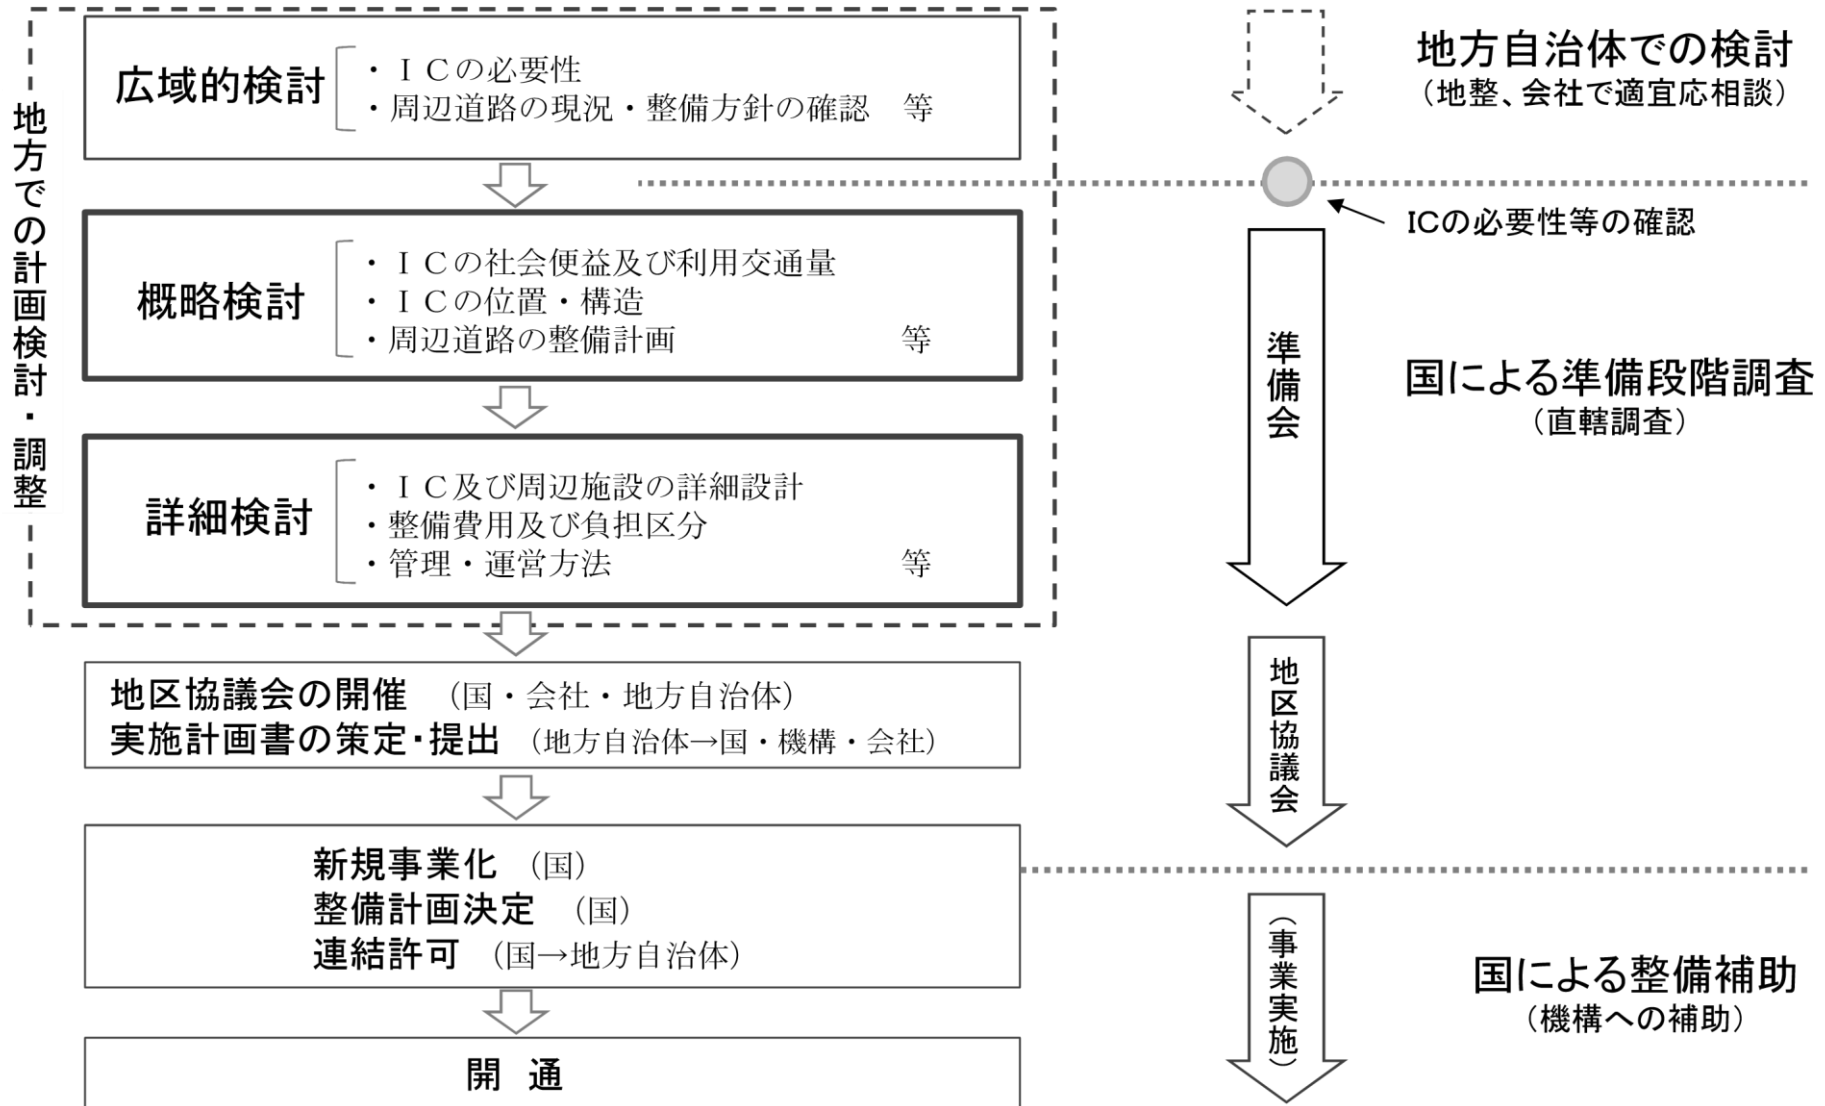 地方での計画検討・調整
広域的検討
・ＩＣの必要性
・周辺道路の現況・整備方針の確認　等
概略検討
・ＩＣの社会便益及び利用交通量
・ＩＣの位置・構造
・周辺道路の整備計画　等
詳細検討
・ＩＣ及び周辺施設の詳細設計
・整備費用及び負担区分
・管理・運営方法　等
地区協議会の開催　（国・会社・地方自治体）
実施計画書の策定・提出　（地方自治体→国・機構・会社）
新規事業化　（国）
整備計画決定　（国）
連結許可　（国→地方自治体）
開　通
地方自治体での検討
（地整、会社で適宜応相談）
ICの必要性等の確認
準備会
国による準備段階調査
（直轄調査）
地区協議会
（事業実施）
国による整備補助
（機構への補助）